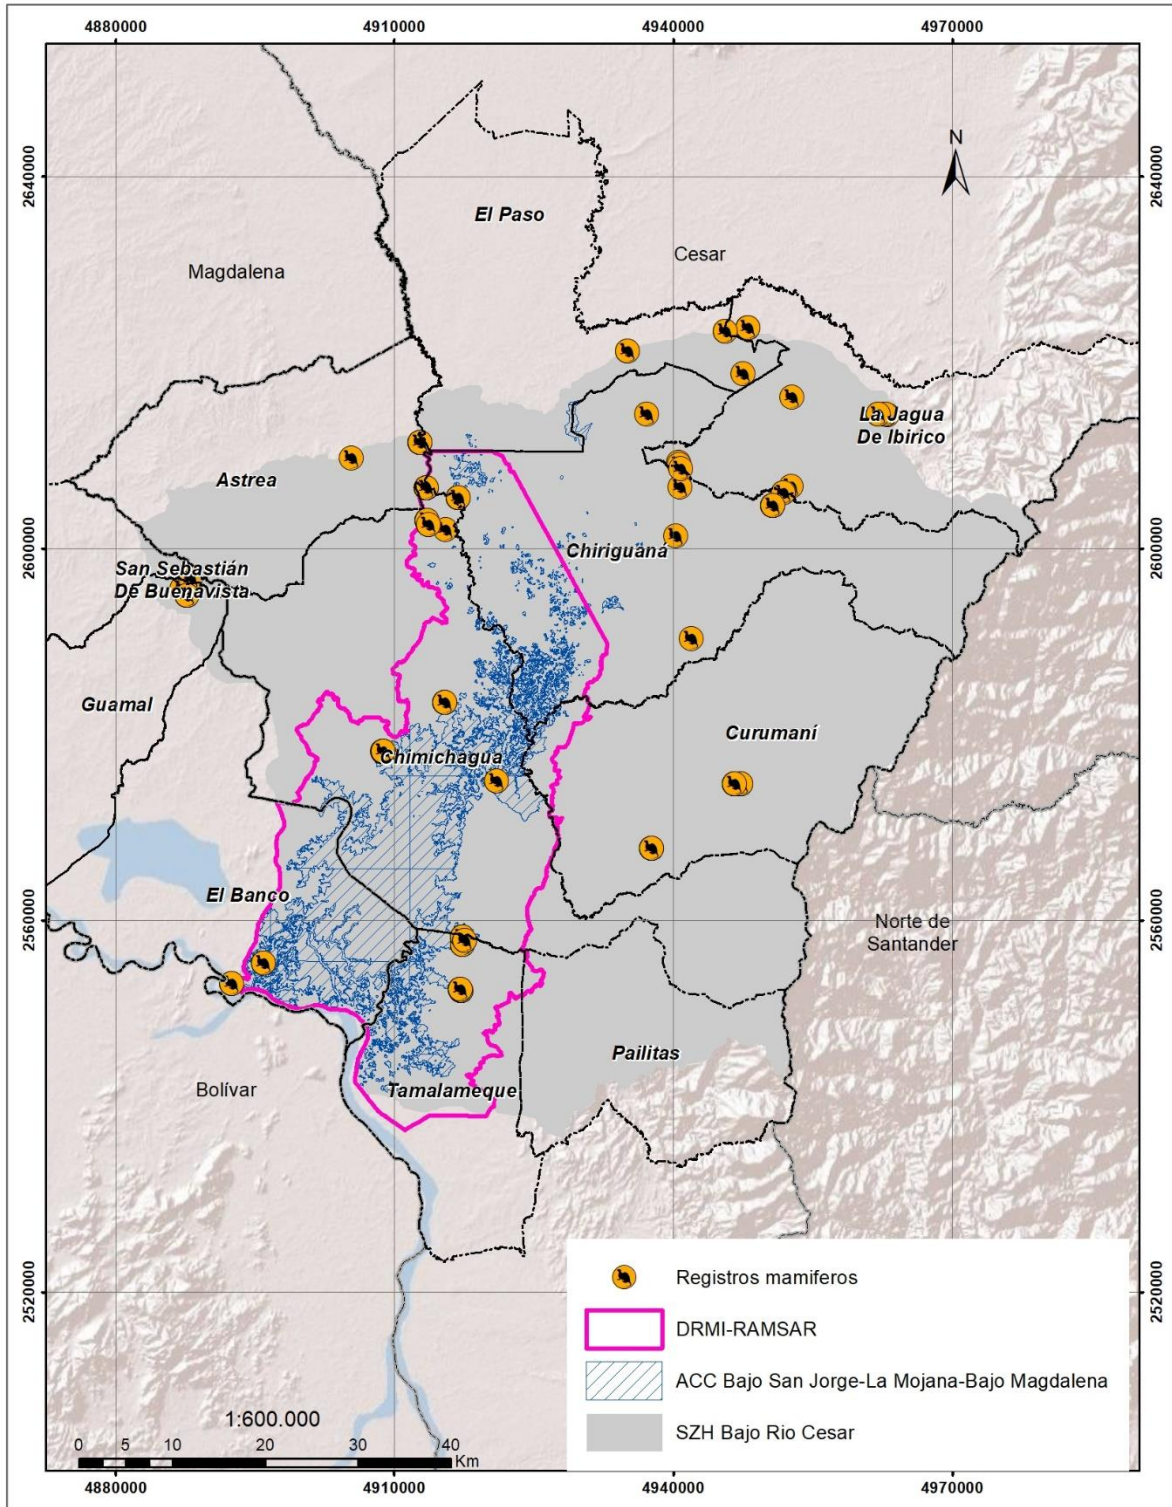 4880000 4910000 4940000 4970000
2640000 2640000
N
El Paso
Cesar
Magdalena
La Jagua
De Ibirico
Astrea
2600000 2600000
Chiriguaná
San Sebastián
De Buenavista
Guamal
Curumaní
Chimichagua
El Banco
2560000 2560000
Norte de
Santander
Pailitas
Bolívar
Tamalameque
2520000 2520000
Registros mamiferos
DRMI-RAMSAR
ACC Bajo San Jorge-La Mojana-Bajo Magdalena
SZH Bajo Rio Cesar
1:600.000
0 5 10 20 30 40
Km
4880000 4910000 4940000 4970000